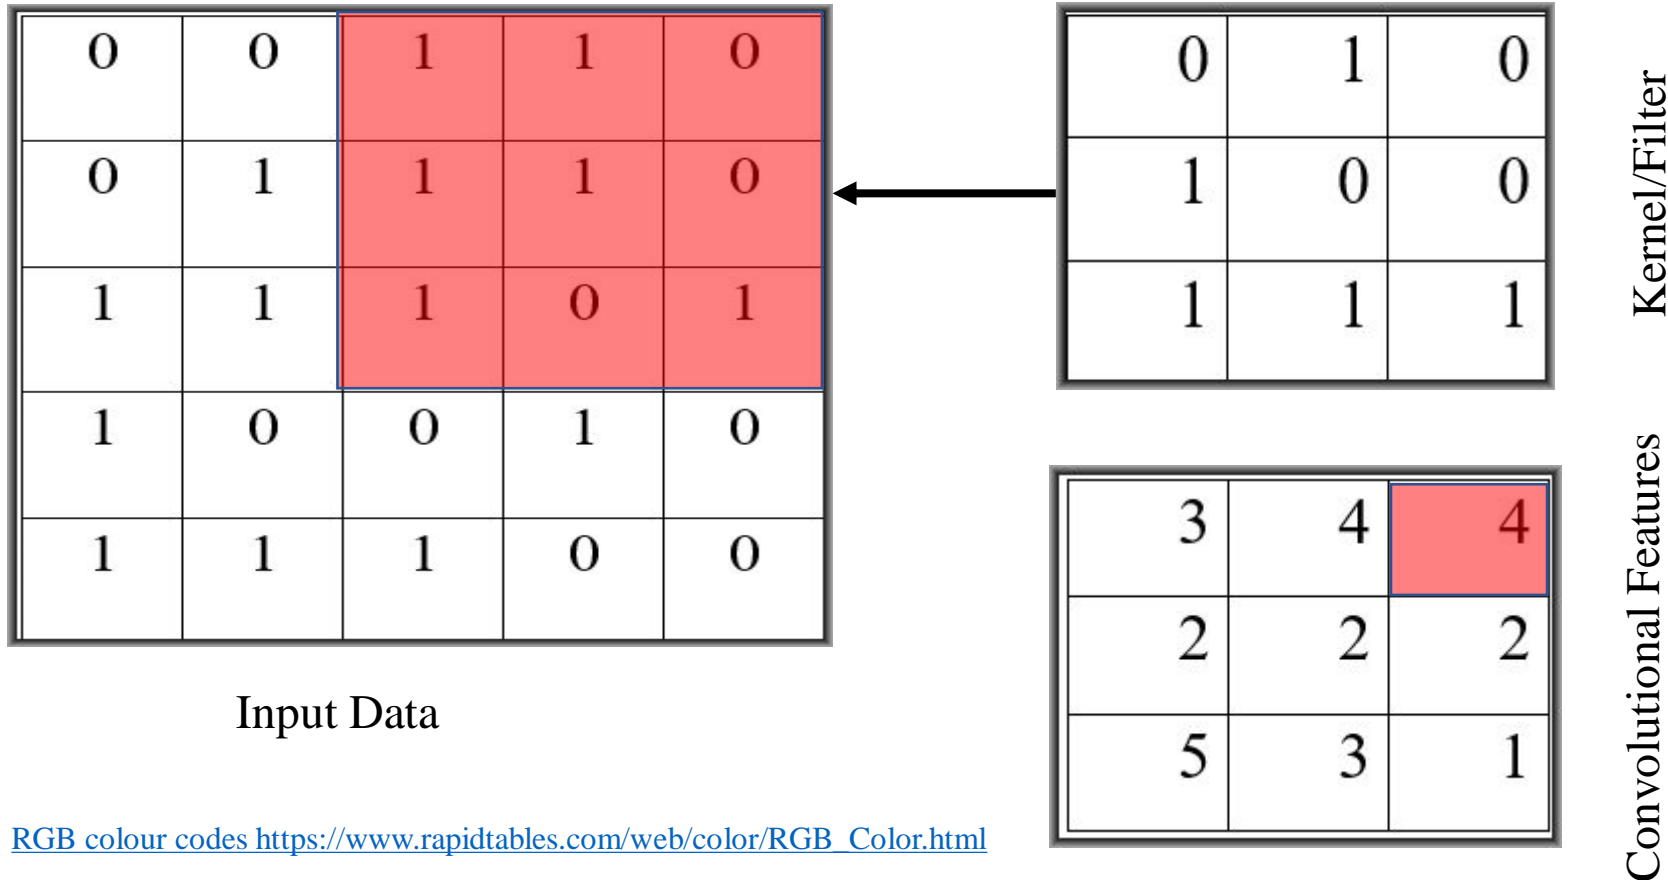 0 0 1 1 0
0 1 1 1 0
1 1 1 0 1
1 0 0 1 0
1 1 1 0 0
Input Data
0 1 0
1 0 0
1 1 1
Kernel/Filter
3 4 4
2 2 2
5 3 1
Convolutional Features
RGB colour codes https://www.rapidtables.com/web/color/RGB_Color.html